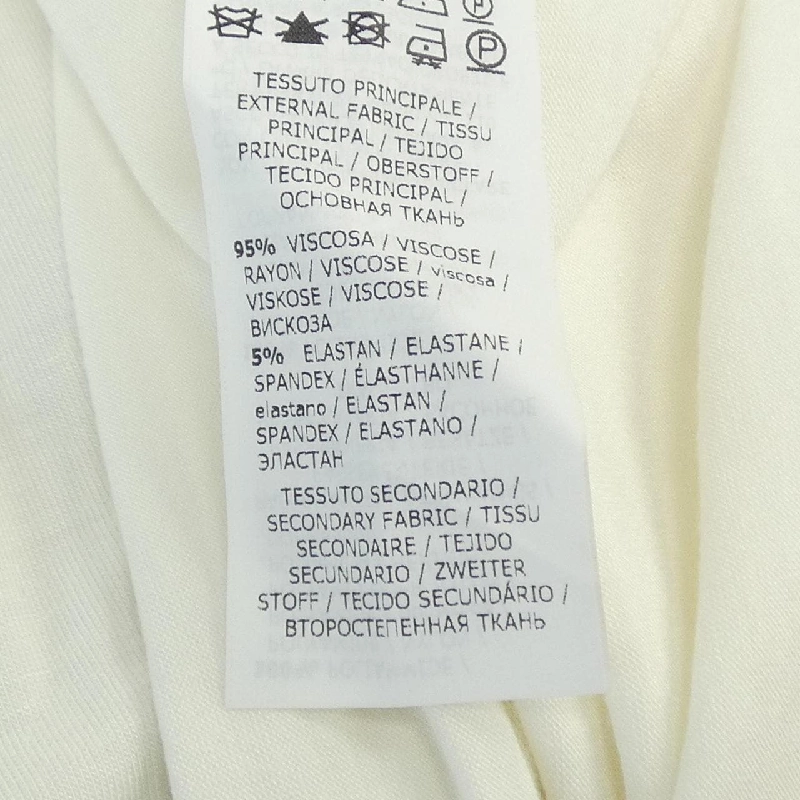 P
TESSUTO PRINCIPALE /
EXTERNAL FABRIC / TISSU
PRINCIPAL / TEJIDO
PRINCIPAL / OBERSTOFF /
TECIDO PRINCIPAL /
ОСНОВНАЯ ТКАНЬ
95% VISCOSA / VISCOSE /
RAYON / VISCOSE / viscosa /
VISKOSE / VISCOSE /
ВИСКОЗА
5% ELASTAN / ELASTANE /
SPANDEX / ÉLASTHANNE /
elastano / ELASTAN /
SPANDEX / ELASTANO /
ЭЛАСТАН
TESSUTO SECONDARIO /
SECONDARY FABRIC / TISSU
SECONDAIRE / TEJIDO
SECUNDARIO / ZWEITER
STOFF / TECIDO SECUNDÁRIO /
ВТОРОСТЕПЕННАЯ ТКАНЬ